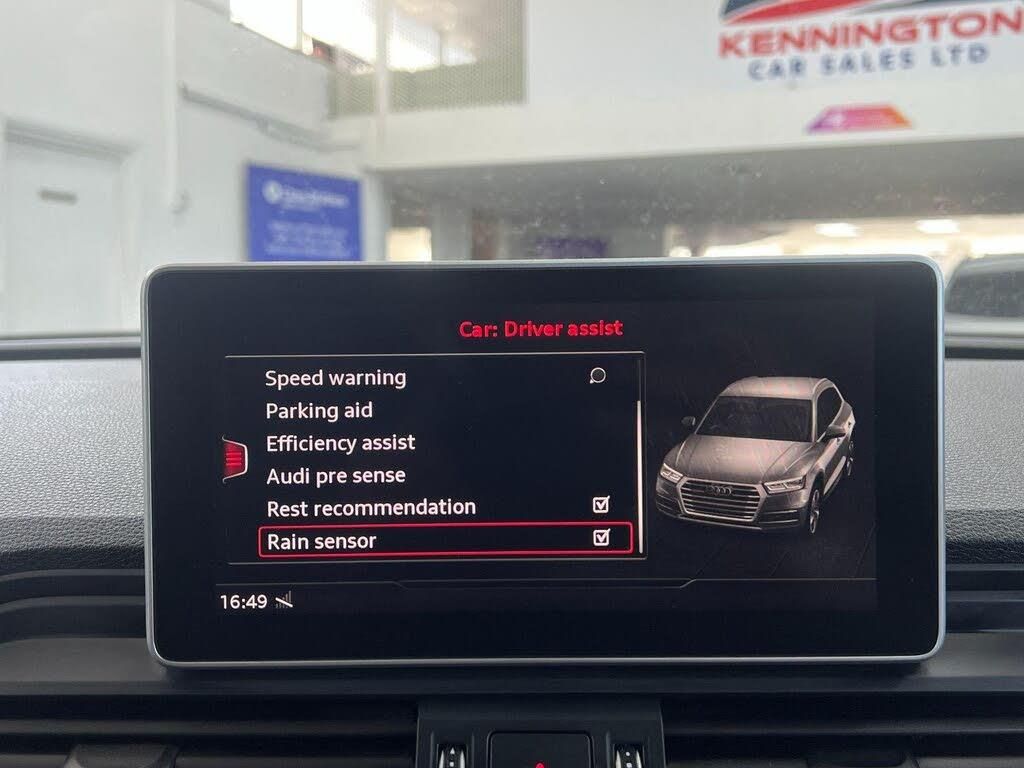 KENNINGTON
CAR SALES LTD
Car: Driver assist
Speed warning
Parking aid
Efficiency assist
Audi pre sense
Rest recommendation
Rain sensor
16:49